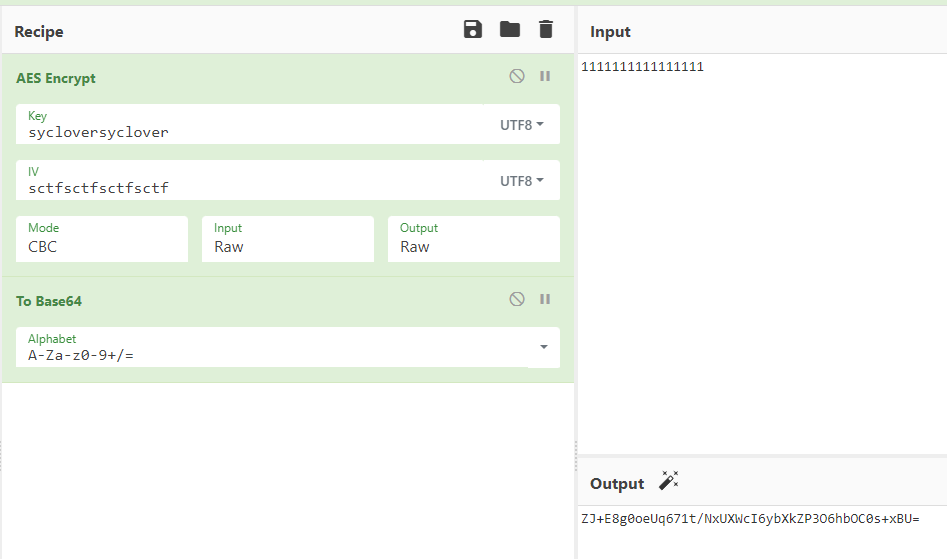 Recipe
AES Encrypt
Key
sycloversyclover
UTF8
IV
sctfsctfsctfsctf
UTF8
Mode
CBC
Input
Raw
Output
Raw
To Base64
Alphabet
A-Za-z0-9+/=
Input
1111111111111111
Output
ZJ+E8g0oeUq671t/NxUXWcI6ybXkZP3O6hbOC0s+xBU=